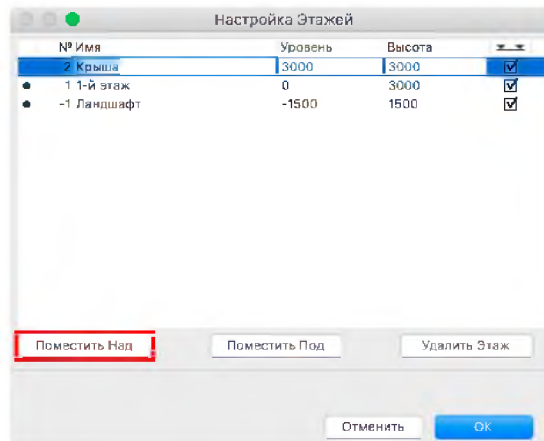 Настройка Этажей
№ Имя Уровень Высота
2 Крыша 3000 3000
1 1-й этаж 0 3000
-1 Ландшафт -1500 1500
Поместить Над Поместить Под Удалить Этаж
Отменить OK